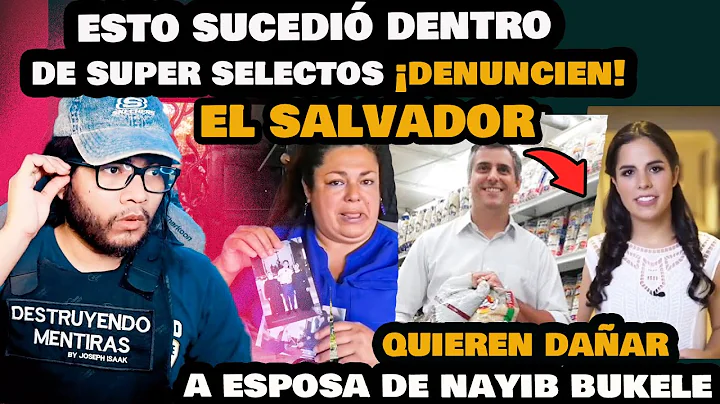 ESTO SUCEDIÓ DENTRO
DE SUPER SELECTOS ¡DENUNCIEN!
EL SALVADOR
SKECHERS
DESTRUYENDO
MENTIRAS
BY JOSEPH ISAAK
QUIEREN DAÑAR
A ESPOSA DE NAYIB BUKELE